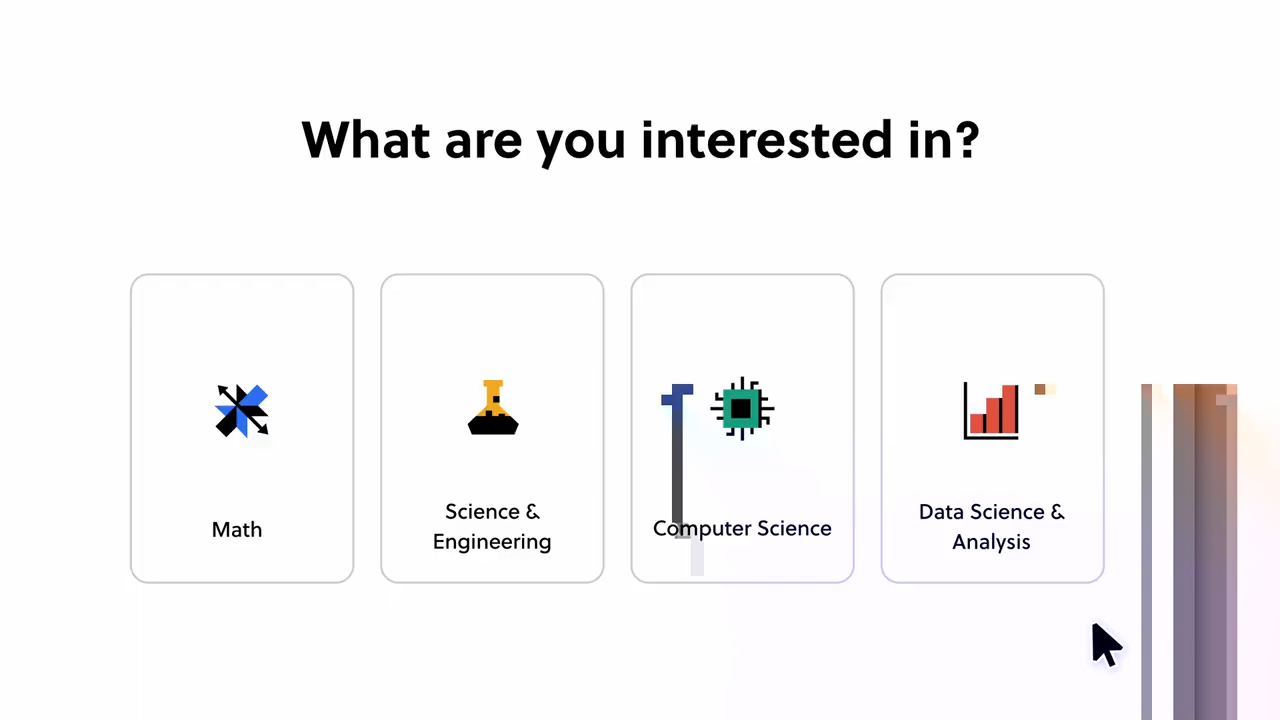 What are you interested in?
Math
Science &
Engineering
Computer Science
Data Science &
Analysis